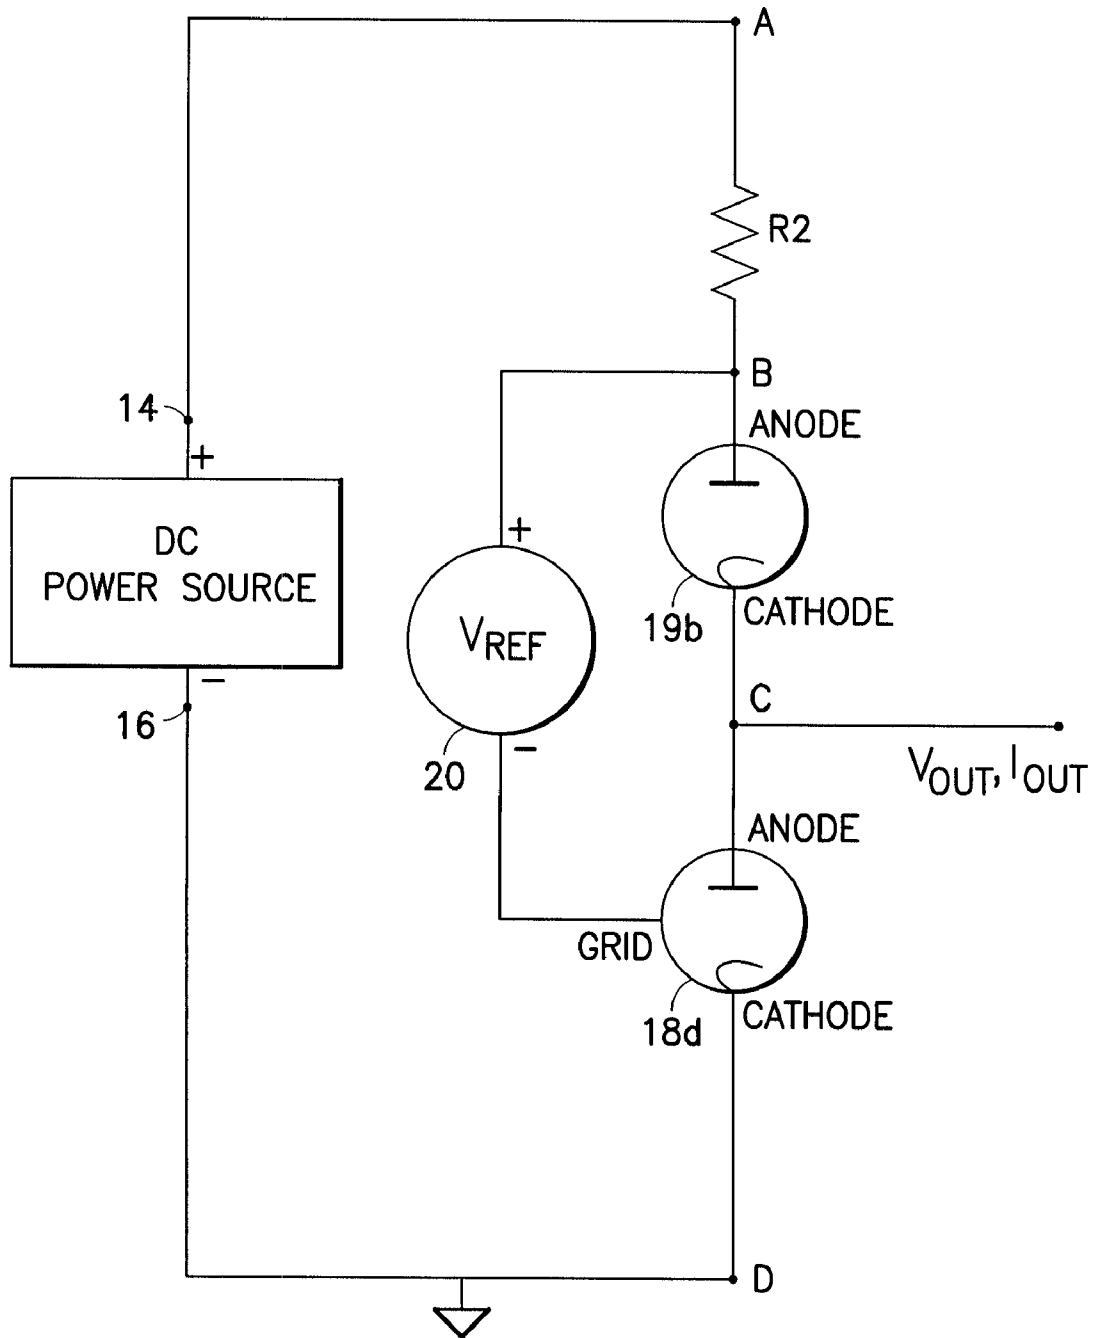 A
R2
B
14
ANODE
+
DC
POWER SOURCE
+
VREF
19b
CATHODE
−
16
C
20
−
VOUT, IOUT
ANODE
GRID
18d
CATHODE
D